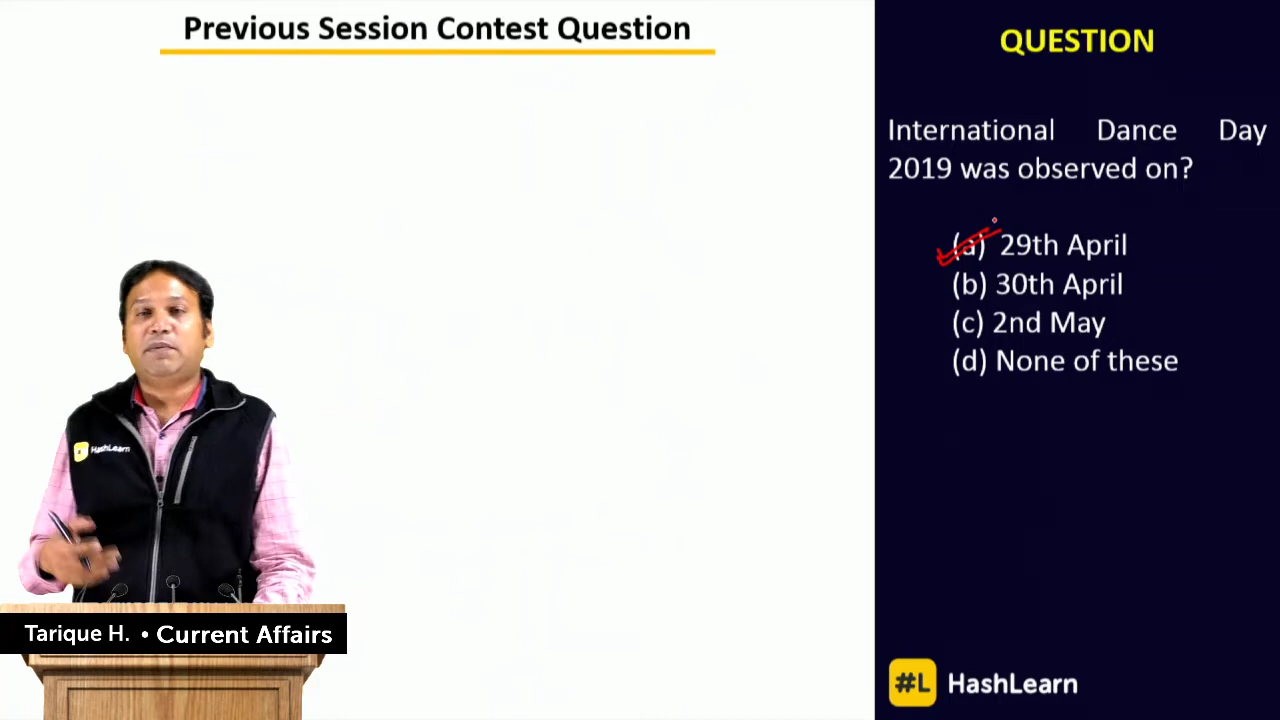 Previous Session Contest Question
QUESTION
International Dance Day
2019 was observed on?
(a) 29th April
(b) 30th April
(c) 2nd May
(d) None of these
HashLearn
Tarique H. • Current Affairs
#L HashLearn